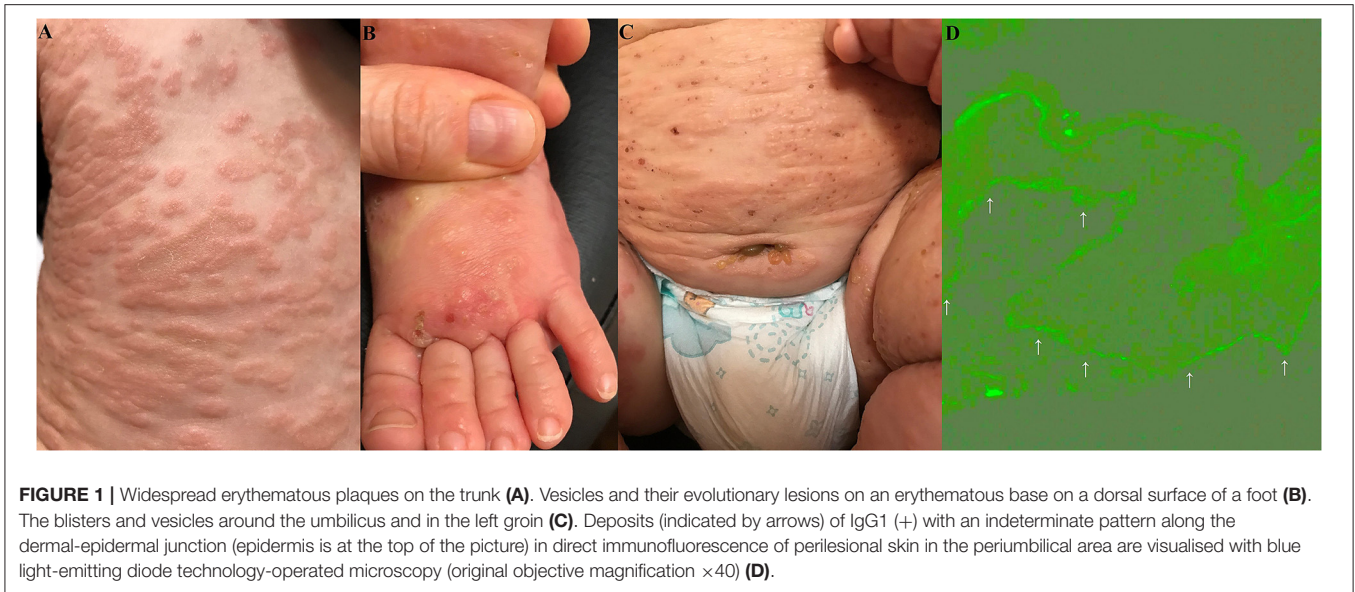 A B C D
FIGURE 1 | Widespread erythematous plaques on the trunk (A). Vesicles and their evolutionary lesions on an erythematous base on a dorsal surface of a foot (B).
The blisters and vesicles around the umbilicus and in the left groin (C). Deposits (indicated by arrows) of IgG1 (+) with an indeterminate pattern along the
dermal-epidermal junction (epidermis is at the top of the picture) in direct immunofluorescence of perilesional skin in the periumbilical area are visualised with blue
light-emitting diode technology-operated microscopy (original objective magnification ×40) (D).